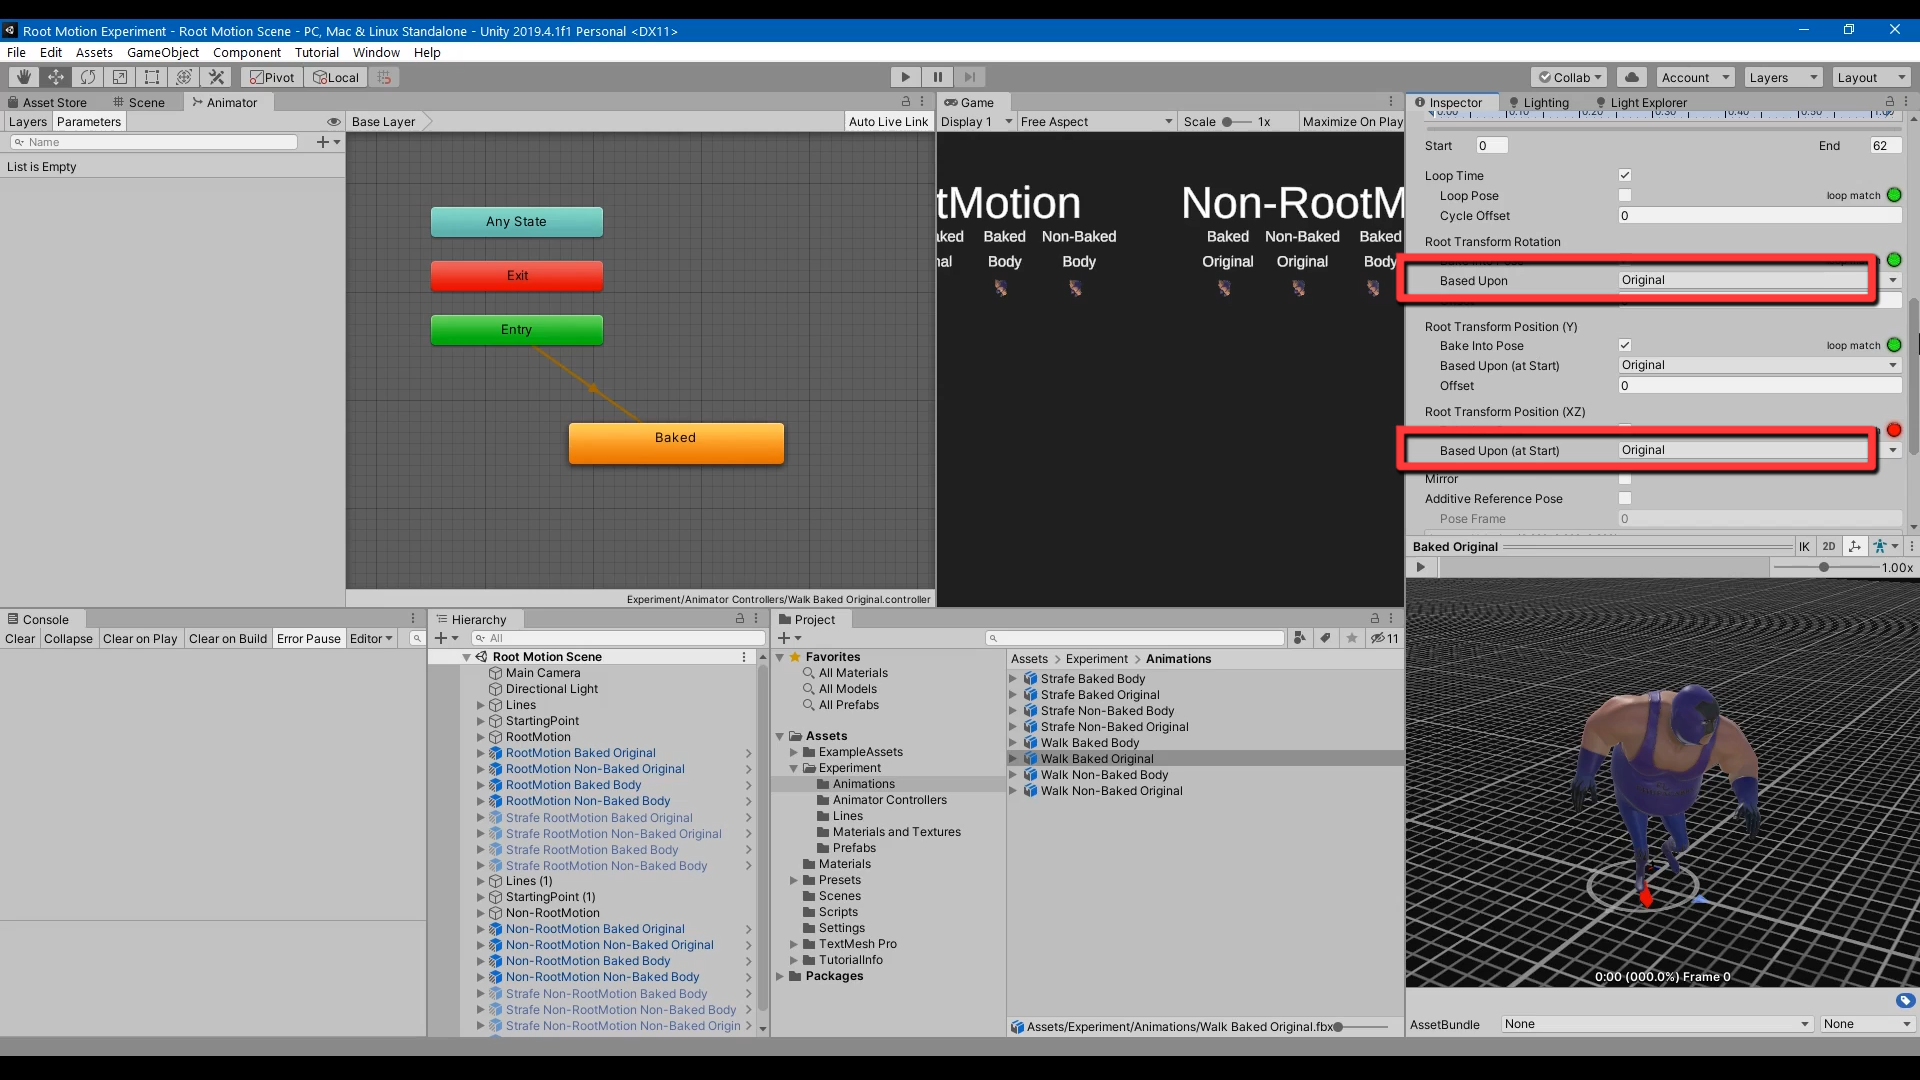 Root Motion Experiment - Root Motion Scene - PC, Mac & Linux Standalone - Unity 2019.4.1f1 Personal <DX11>
File Edit Assets GameObject Component Tutorial Window Help
Pivot Local Collab Account Layers Layout
Asset Store Scene Animator
Layers Parameters
Name
List is Empty
Base Layer Auto Live Link
Any State
Exit
Entry
Baked
Experiment/Animator Controllers/Walk Baked Original.controller
Game
Display 1 Free Aspect Scale 1x Maximize On Play
tMotion Non-RootM
Baked Non-Baked Baked Non-Baked Baked
Body Body Original Original Body
Inspector Lighting Light Explorer
0.10 0.20 0.30 0.40
Start 0 End 62
Loop Time
Loop Pose loop match
Cycle Offset 0
Root Transform Rotation
Based Upon Original
Root Transform Position (Y)
Bake Into Pose loop match
Based Upon (at Start) Original
Offset 0
Root Transform Position (XZ)
Based Upon (at Start) Original
Mirror
Additive Reference Pose
Pose Frame 0
Baked Original IK 2D
1.00x
0:00 (000.0%) Frame 0
AssetBundle None None
Console
Clear Collapse Clear on Play Clear on Build Error Pause Editor
Hierarchy
All
Root Motion Scene
Main Camera
Directional Light
Lines
StartingPoint
RootMotion
RootMotion Baked Original
RootMotion Non-Baked Original
RootMotion Baked Body
RootMotion Non-Baked Body
Strafe RootMotion Baked Original
Strafe RootMotion Non-Baked Original
Strafe RootMotion Baked Body
Strafe RootMotion Non-Baked Body
Lines (1)
StartingPoint (1)
Non-RootMotion
Non-RootMotion Baked Original
Non-RootMotion Non-Baked Original
Non-RootMotion Baked Body
Non-RootMotion Non-Baked Body
Strafe Non-RootMotion Baked Body
Strafe Non-RootMotion Non-Baked Body
Strafe Non-RootMotion Non-Baked Origin
Project
11
Favorites
All Materials
All Models
All Prefabs
Assets
ExampleAssets
Experiment
Animations
Animator Controllers
Lines
Materials and Textures
Prefabs
Materials
Presets
Scenes
Scripts
Settings
TextMesh Pro
TutorialInfo
Packages
Assets > Experiment > Animations
Strafe Baked Body
Strafe Baked Original
Strafe Non-Baked Body
Strafe Non-Baked Original
Walk Baked Body
Walk Baked Original
Walk Non-Baked Body
Walk Non-Baked Original
Assets/Experiment/Animations/Walk Baked Original.fbx